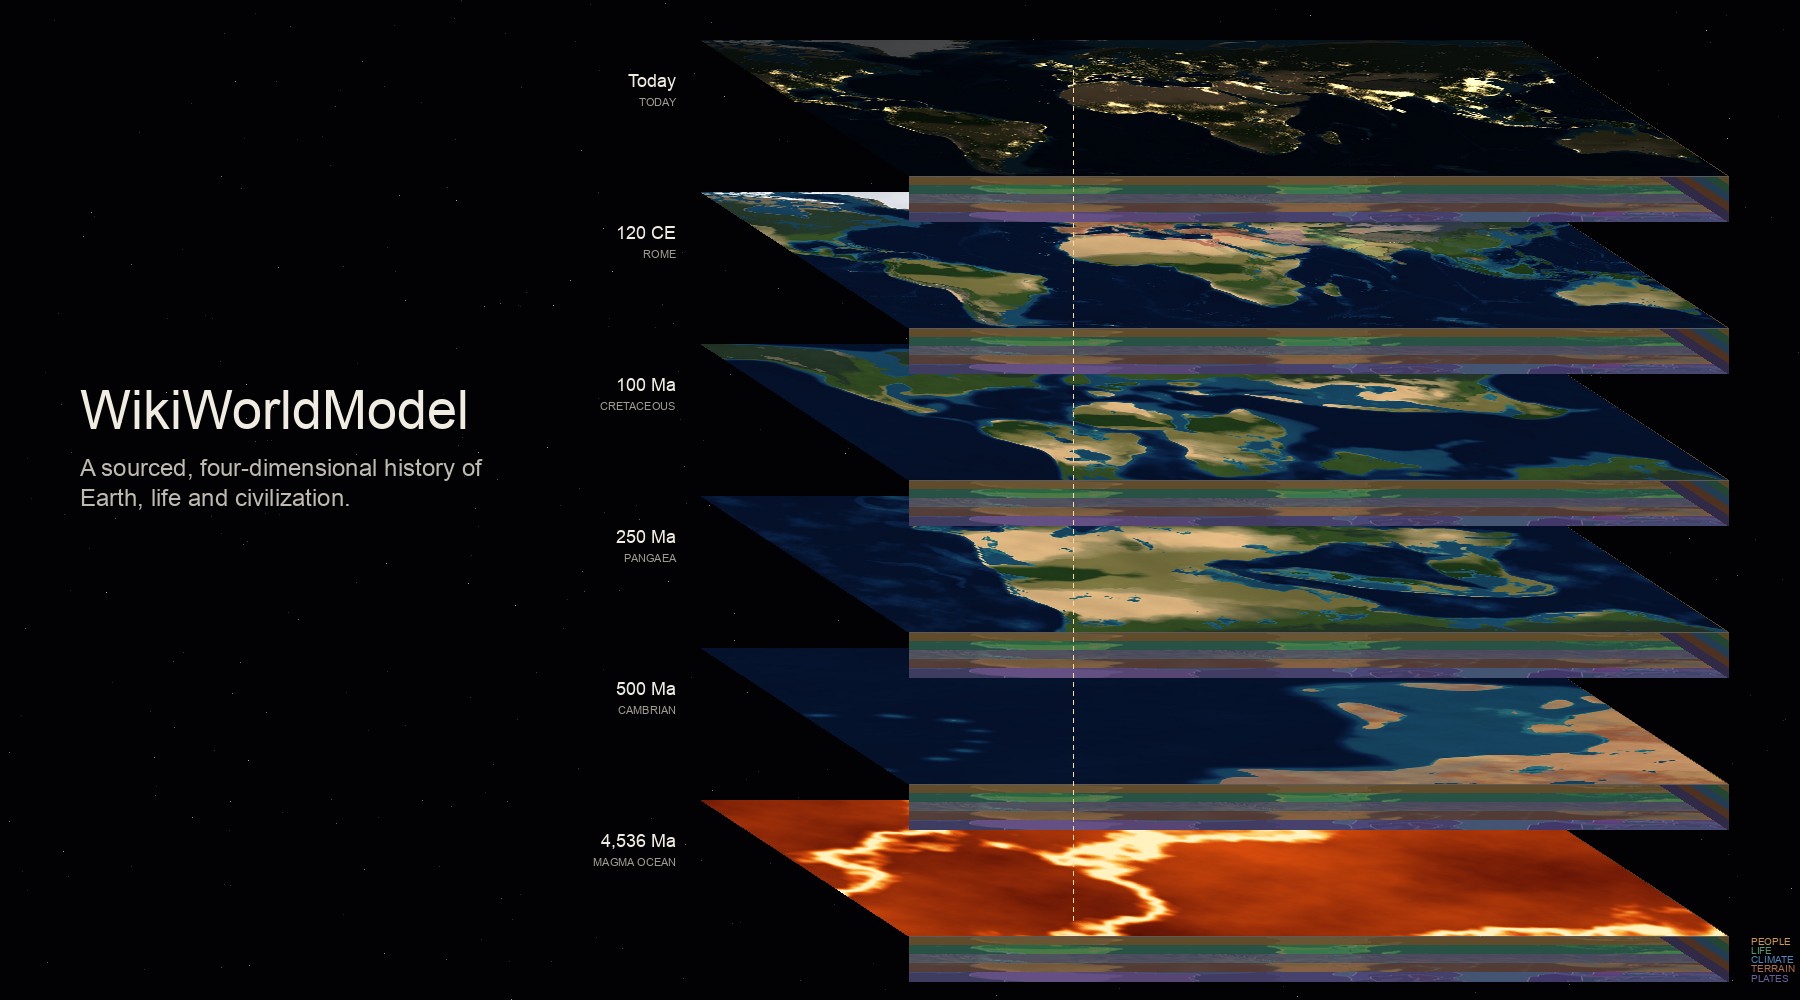 Today
TODAY
120 CE
ROME
100 Ma
CRETACEOUS
WikiWorldModel
A sourced, four-dimensional history of
Earth, life and civilization.
250 Ma
PANGAEA
500 Ma
CAMBRIAN
4,536 Ma
MAGMA OCEAN
PEOPLE
LIFE
CLIMATE
TERRAIN
PLATES